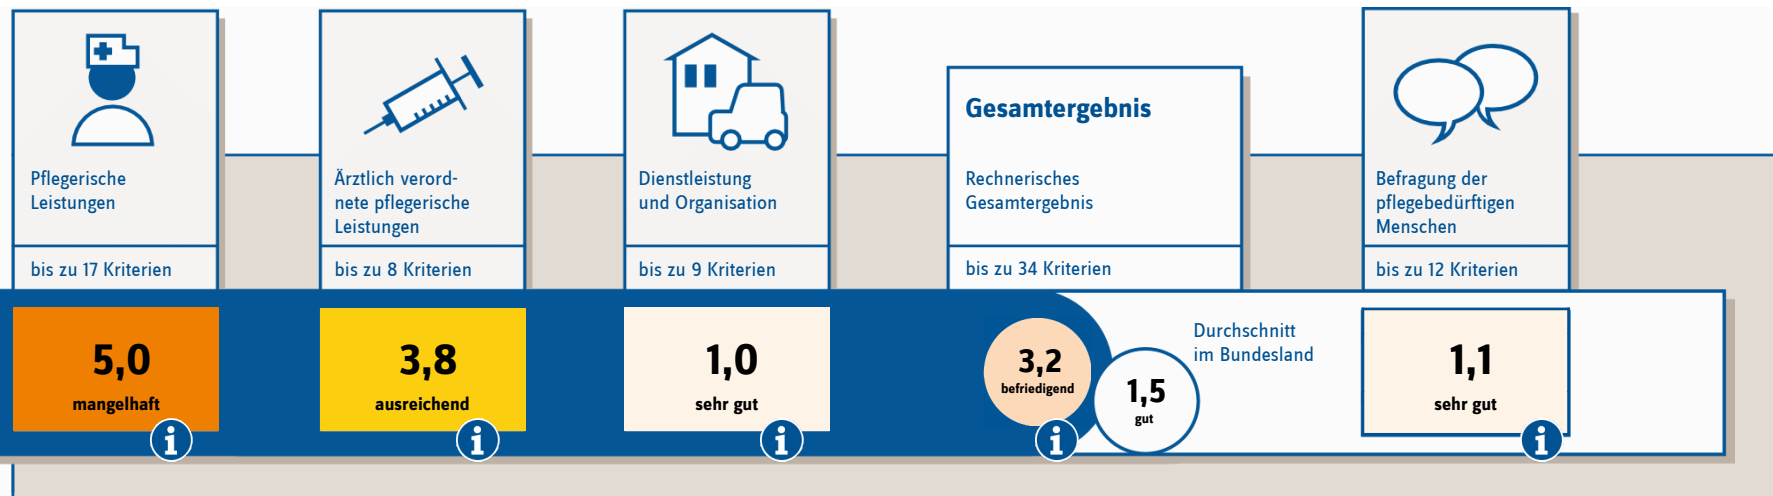 Pflegerische
Leistungen
bis zu 17 Kriterien
5,0
mangelhaft
i
Ärztlich verord-
nete pflegerische
Leistungen
bis zu 8 Kriterien
3,8
ausreichend
i
Dienstleistung
und Organisation
bis zu 9 Kriterien
1,0
sehr gut
i
Gesamtergebnis
Rechnerisches
Gesamtergebnis
bis zu 34 Kriterien
3,2
befriedigend
i
1,5
gut
Durchschnitt
im Bundesland
Befragung der
pflegebedürftigen
Menschen
bis zu 12 Kriterien
1,1
sehr gut
i